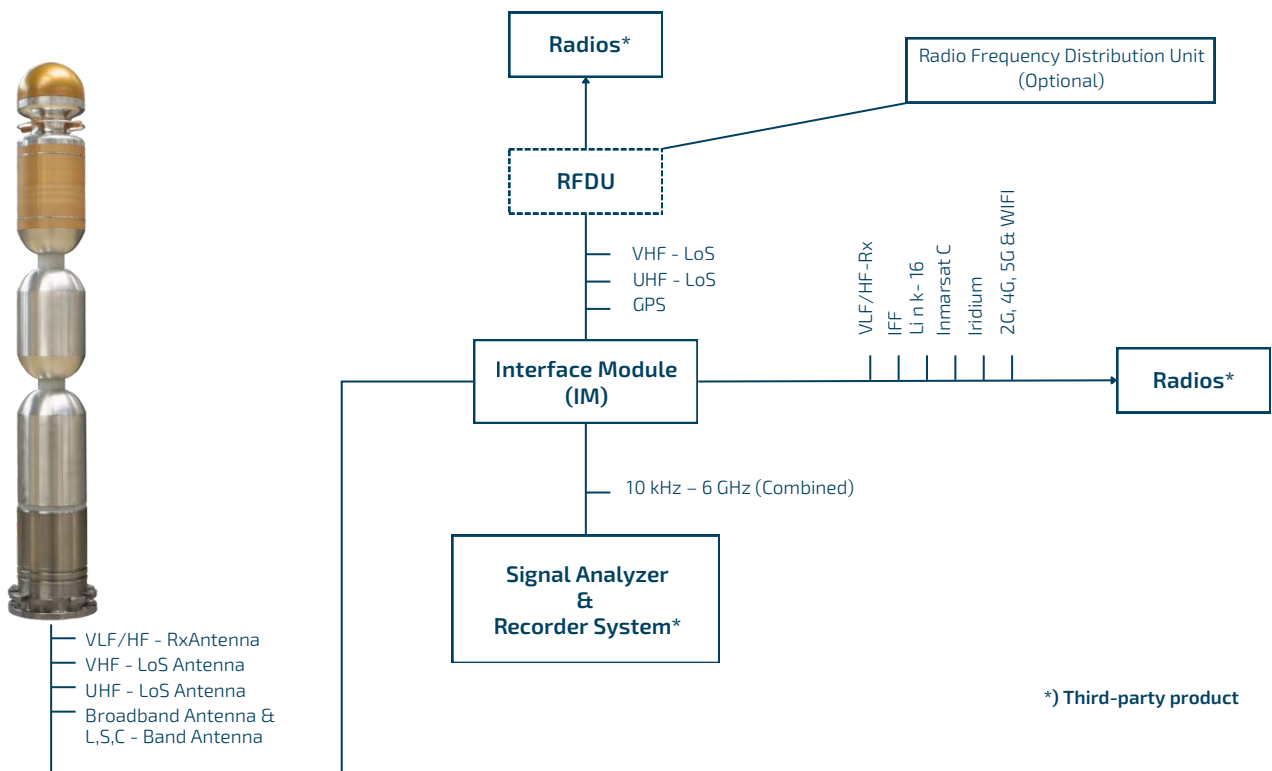 Radios*
Radio Frequency Distribution Unit
(Optional)
RFDU
VHF - LoS
UHF - LoS
GPS
VLF/HF-Rx
IFF
Li n k- 16
Inmarsat C
Iridium
2G, 4G, 5G & WIFI
Interface Module
(IM)
Radios*
10 kHz – 6 GHz (Combined)
Signal Analyzer
&
Recorder System*
VLF/HF - RxAntenna
VHF - LoS Antenna
UHF - LoS Antenna
Broadband Antenna &
L,S,C - Band Antenna
*) Third-party product